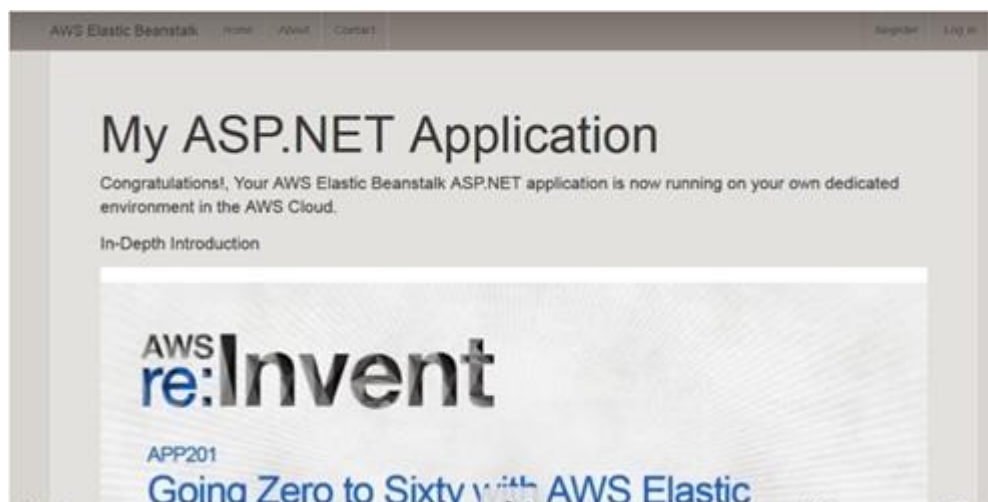 AWS Elastic Beanstalk Home About Contact Register Log in
My ASP.NET Application
Congratulations!, Your AWS Elastic Beanstalk ASP.NET application is now running on your own dedicated
environment in the AWS Cloud.
In-Depth Introduction
AWS
re:Invent
APP201
Going Zero to Sixty with AWS Elastic